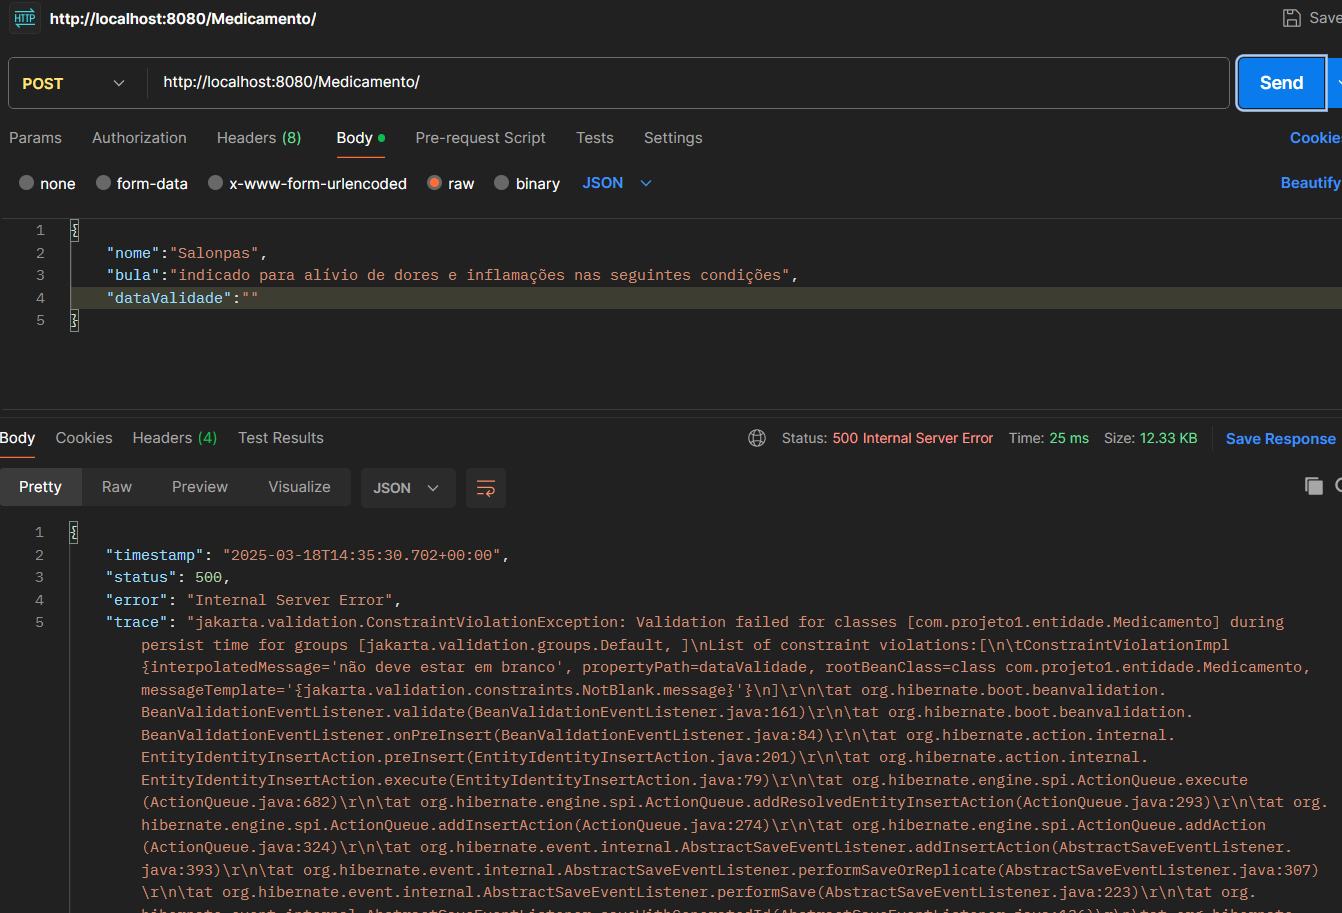 HTTP http://localhost:8080/Medicamento/ Save
POST http://localhost:8080/Medicamento/ Send
Params Authorization Headers (8) Body Pre-request Script Tests Settings Cookie
none form-data x-www-form-urlencoded raw binary JSON Beautify
1 {
2 "nome":"Salonpas",
3 "bula":"indicado para alívio de dores e inflamações nas seguintes condições",
4 "dataValidade":""
5 }
Body Cookies Headers (4) Test Results Status: 500 Internal Server Error Time: 25 ms Size: 12.33 KB Save Response
Pretty Raw Preview Visualize JSON
1 {
2 "timestamp": "2025-03-18T14:35:30.702+00:00",
3 "status": 500,
4 "error": "Internal Server Error",
5 "trace": "jakarta.validation.ConstraintViolationException: Validation failed for classes [com.projeto1.entidade.Medicamento] during
persist time for groups [jakarta.validation.groups.Default, ]\nList of constraint violations:[\n\tConstraintViolationImpl
{interpolatedMessage='não deve estar em branco', propertyPath=dataValidade, rootBeanClass=class com.projeto1.entidade.Medicamento,
messageTemplate='{jakarta.validation.constraints.NotBlank.message}'}\n]\r\n\tat org.hibernate.boot.beanvalidation.
BeanValidationEventListener.validate(BeanValidationEventListener.java:161)\r\n\tat org.hibernate.boot.beanvalidation.
BeanValidationEventListener.onPreInsert(BeanValidationEventListener.java:84)\r\n\tat org.hibernate.action.internal.
EntityIdentityInsertAction.preInsert(EntityIdentityInsertAction.java:201)\r\n\tat org.hibernate.action.internal.
EntityIdentityInsertAction.execute(EntityIdentityInsertAction.java:79)\r\n\tat org.hibernate.engine.spi.ActionQueue.execute
(ActionQueue.java:682)\r\n\tat org.hibernate.engine.spi.ActionQueue.addResolvedEntityInsertAction(ActionQueue.java:293)\r\n\tat org.
hibernate.engine.spi.ActionQueue.addInsertAction(ActionQueue.java:274)\r\n\tat org.hibernate.engine.spi.ActionQueue.addAction
(ActionQueue.java:324)\r\n\tat org.hibernate.event.internal.AbstractSaveEventListener.addInsertAction(AbstractSaveEventListener.
java:393)\r\n\tat org.hibernate.event.internal.AbstractSaveEventListener.performSaveOrReplicate(AbstractSaveEventListener.java:307)
\r\n\tat org.hibernate.event.internal.AbstractSaveEventListener.performSave(AbstractSaveEventListener.java:223)\r\n\tat org.